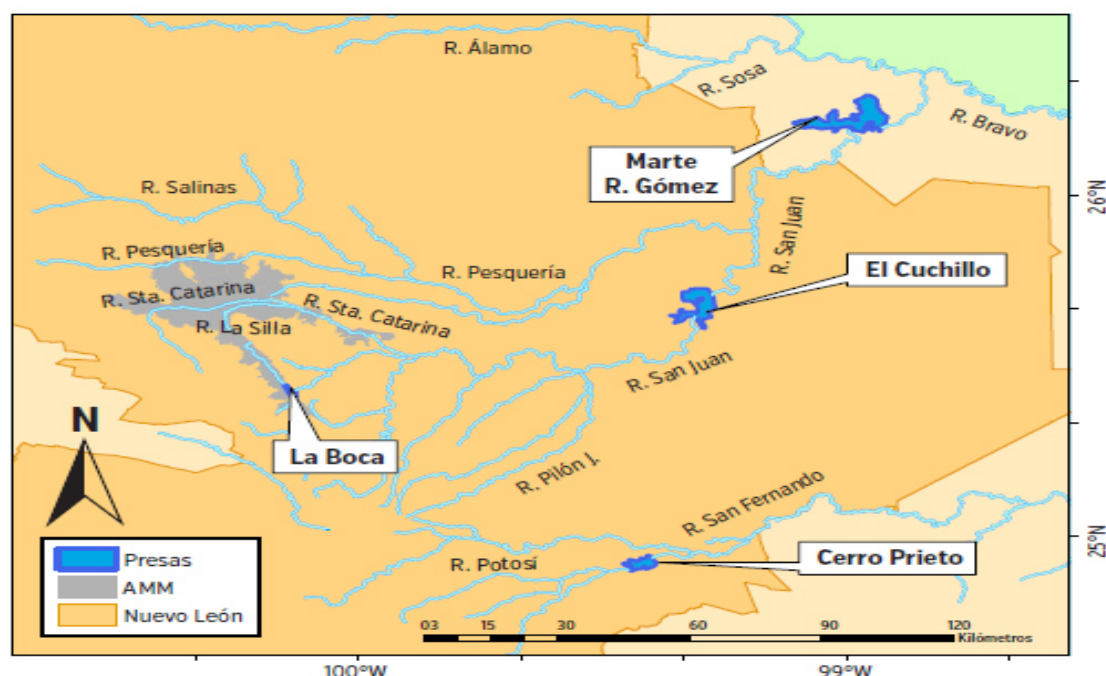 R. Álamo
R. Sosa
R. Bravo
Marte
R. Gómez
R. Salinas
26°N
R. San Juan
R. Pesquería
R. Pesquería
El Cuchillo
R. Sta. Catarina
R. Sta. Catarina
R. La Silla
R. San Juan
N
La Boca
R. Pilón J.
R. San Fernando
25°N
Presas
AMM
Nuevo León
R. Potosí
Cerro Prieto
03 15 30 60 90 120
Kilómetros
100°W 99°W